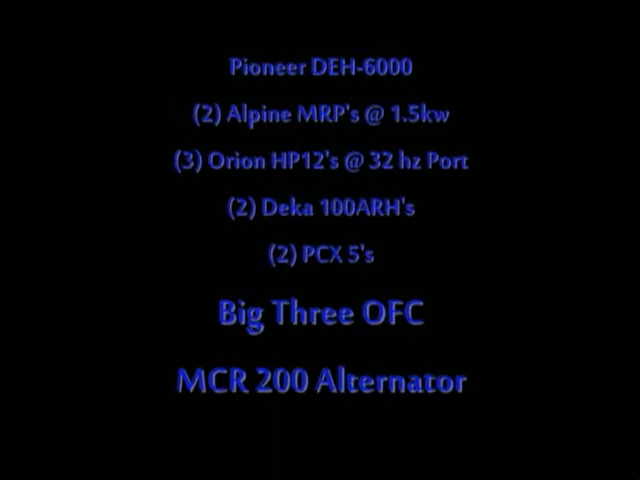 Pioneer DEH-6000
(2) Alpine MRP's @ 1.5kw
(3) Orion HP12's @ 32 hz Port
(2) Deka 100ARH's
(2) PCX 5's
Big Three OFC
MCR 200 Alternator